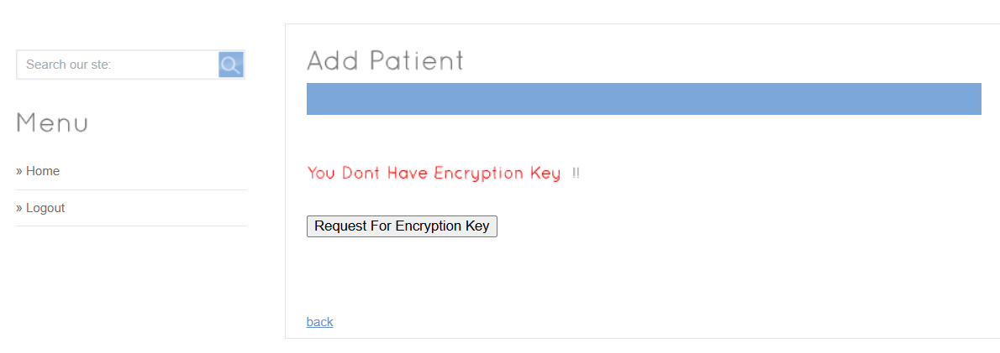 Search our ste:
Menu
» Home
» Logout
Add Patient
You Dont Have Encryption Key !!
Request For Encryption Key
back